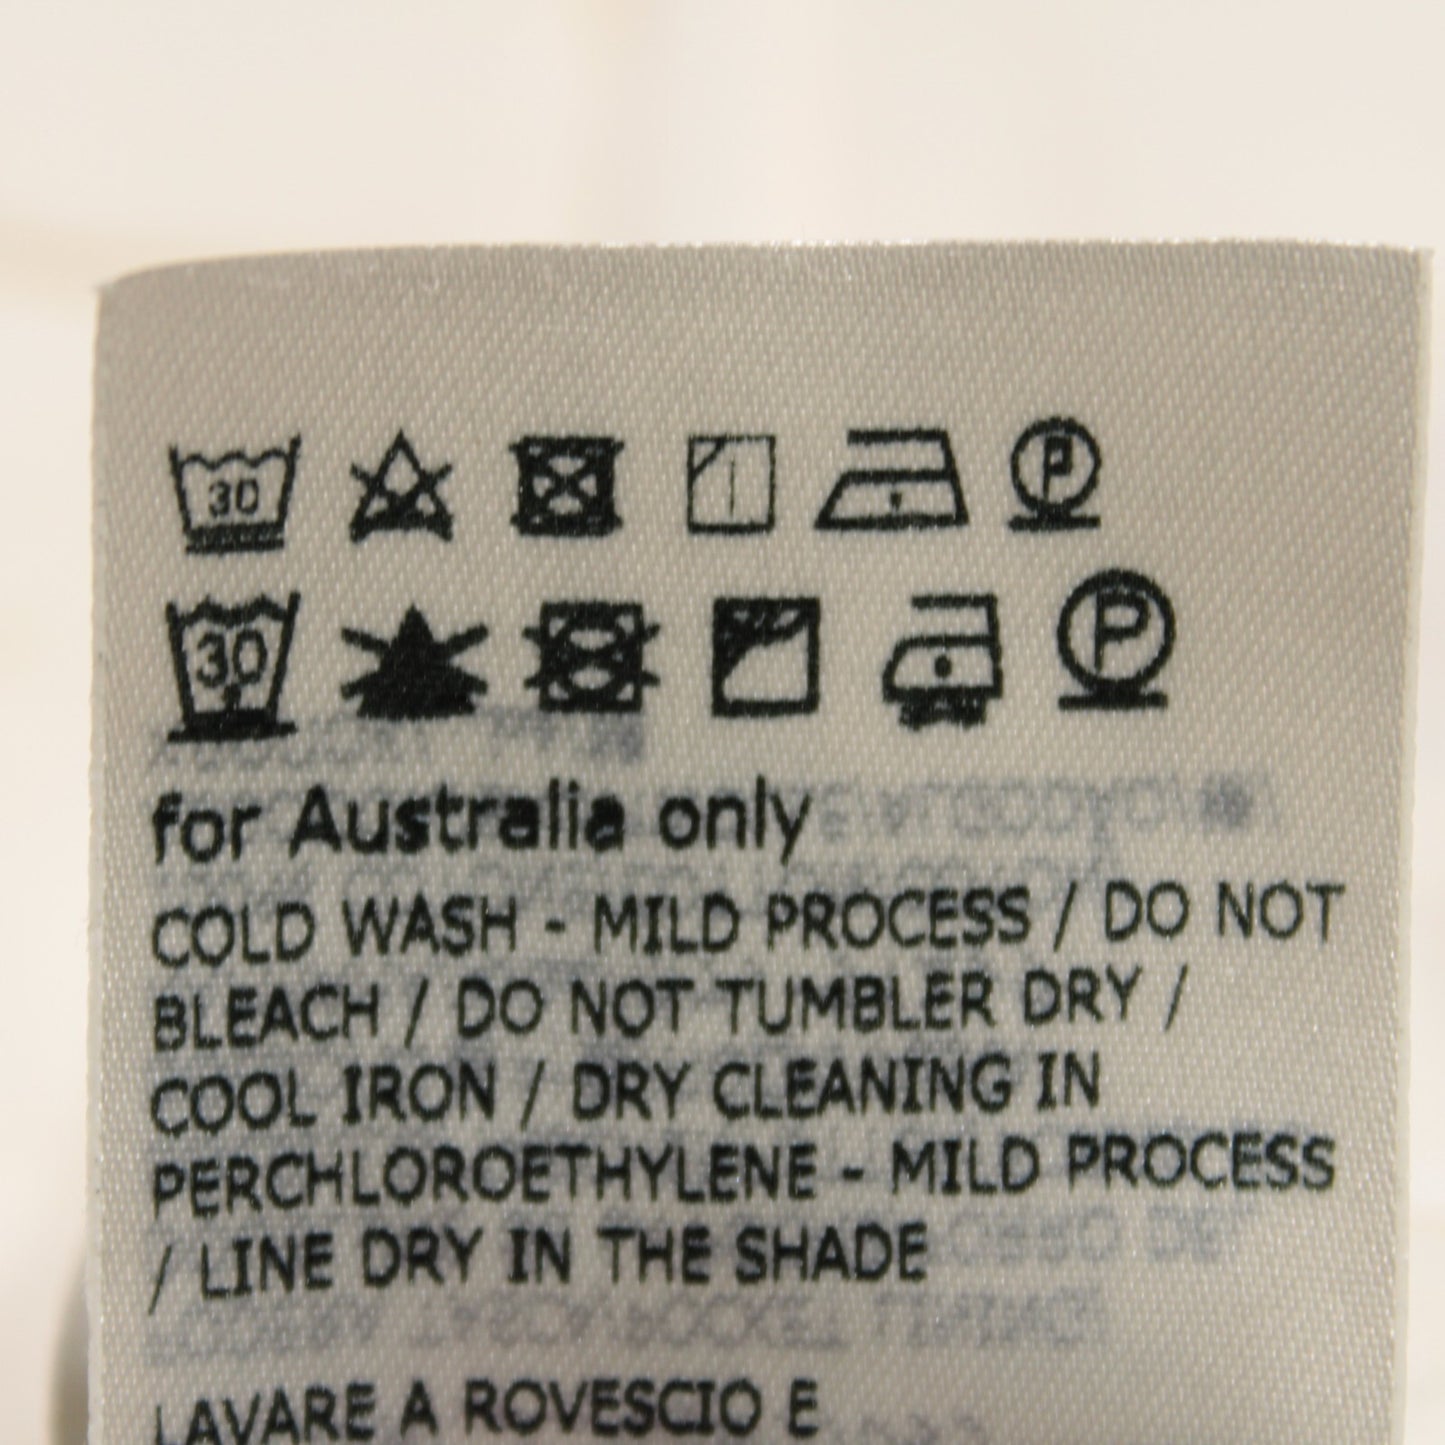 30 P
30 P
for Australia only
COLD WASH - MILD PROCESS / DO NOT
BLEACH / DO NOT TUMBLER DRY /
COOL IRON / DRY CLEANING IN
PERCHLOROETHYLENE - MILD PROCESS
/ LINE DRY IN THE SHADE
LAVARE A ROVESCIO E